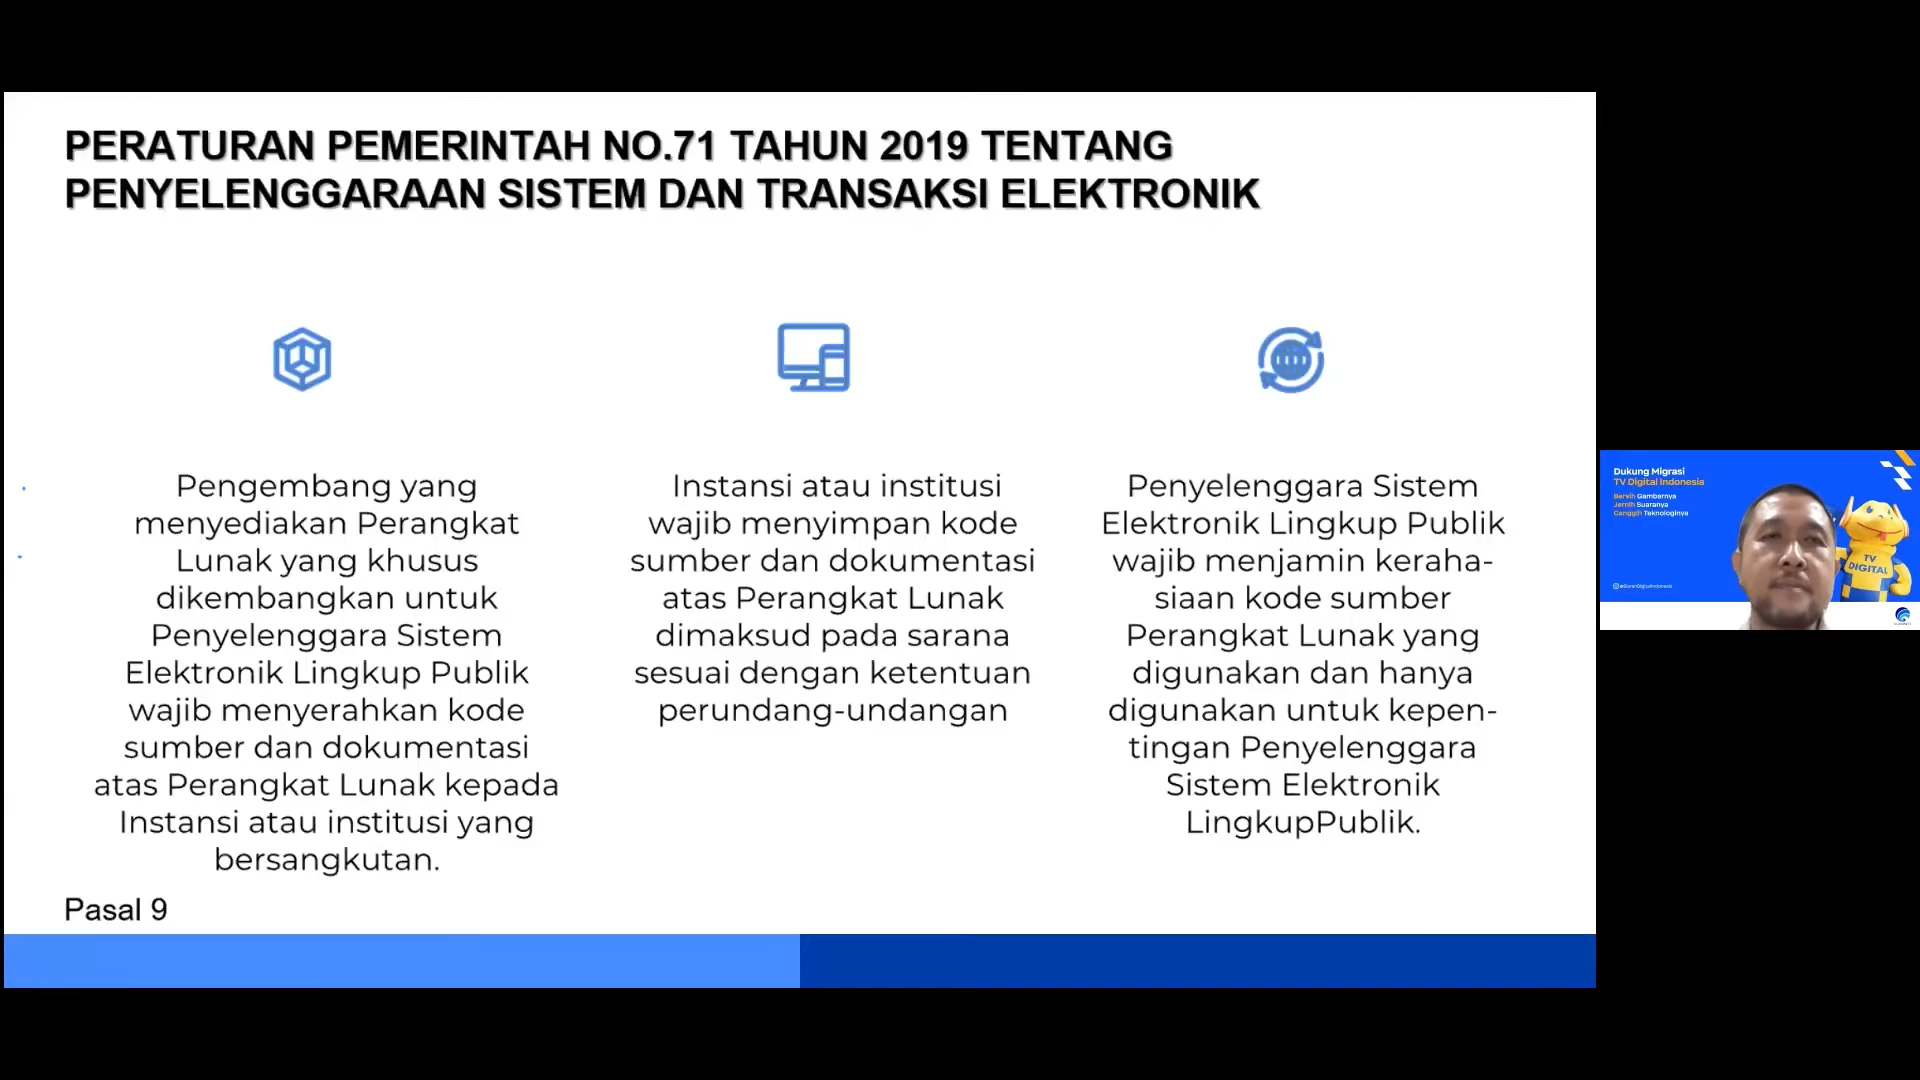 PERATURAN PEMERINTAH NO.71 TAHUN 2019 TENTANG
PENYELENGGARAAN SISTEM DAN TRANSAKSI ELEKTRONIK
Pengembang yang
menyediakan Perangkat
Lunak yang khusus
dikembangkan untuk
Penyelenggara Sistem
Elektronik Lingkup Publik
wajib menyerahkan kode
sumber dan dokumentasi
atas Perangkat Lunak kepada
Instansi atau institusi yang
bersangkutan.
Instansi atau institusi
wajib menyimpan kode
sumber dan dokumentasi
atas Perangkat Lunak
dimaksud pada sarana
sesuai dengan ketentuan
perundang-undangan
Penyelenggara Sistem
Elektronik Lingkup Publik
wajib menjamin keraha-
siaan kode sumber
Perangkat Lunak yang
digunakan dan hanya
digunakan untuk kepen-
tingan Penyelenggara
Sistem Elektronik
LingkupPublik.
Pasal 9
Dukung Migrasi
TV Digital Indonesia
Bersih Gambarnya
Jernih Suaranya
Canggih Teknologinya
TV
DIGITAL